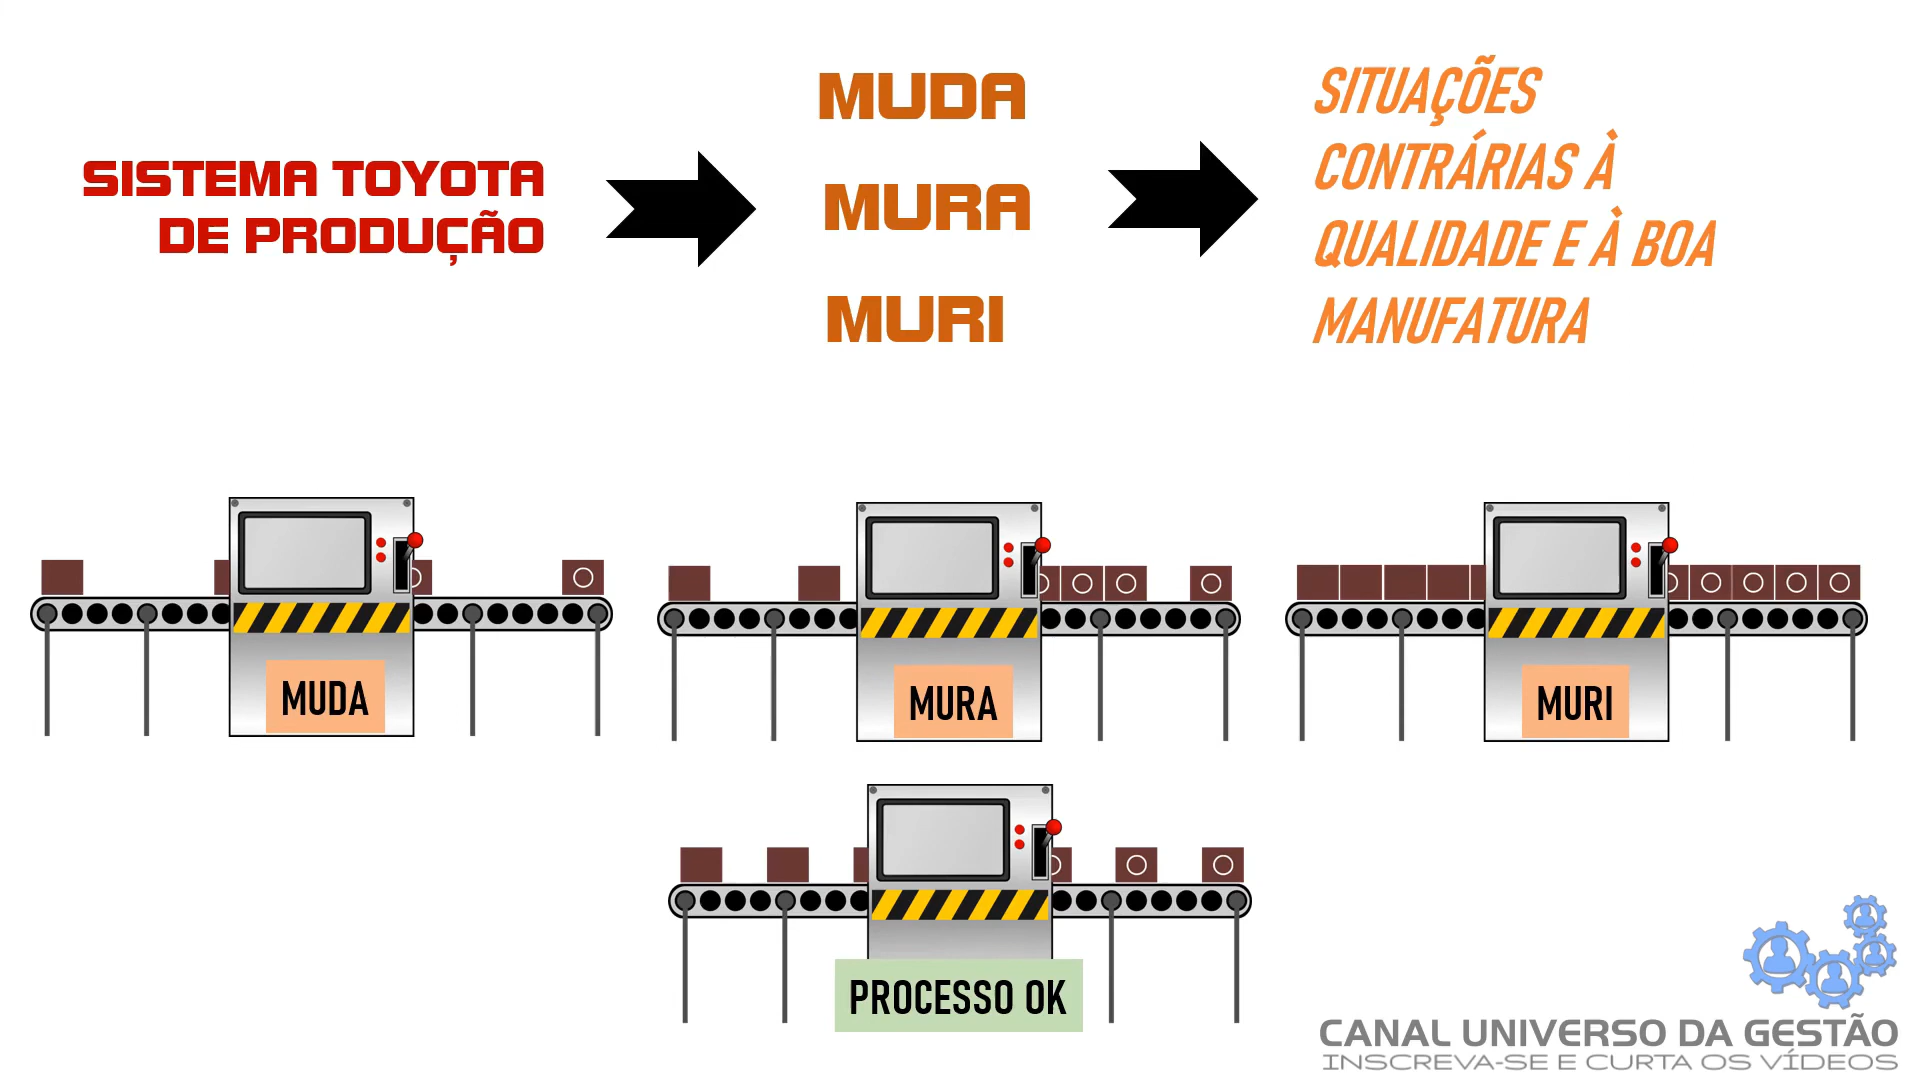 SISTEMA TOYOTA
DE PRODUÇÃO
MUDA
MURA
MURI
SITUAÇÕES
CONTRÁRIAS À
QUALIDADE E À BOA
MANUFATURA
MUDA
MURA
MURI
PROCESSO OK
CANAL UNIVERSO DA GESTÃO
INSCREVA-SE E CURTA OS VÍDEOS